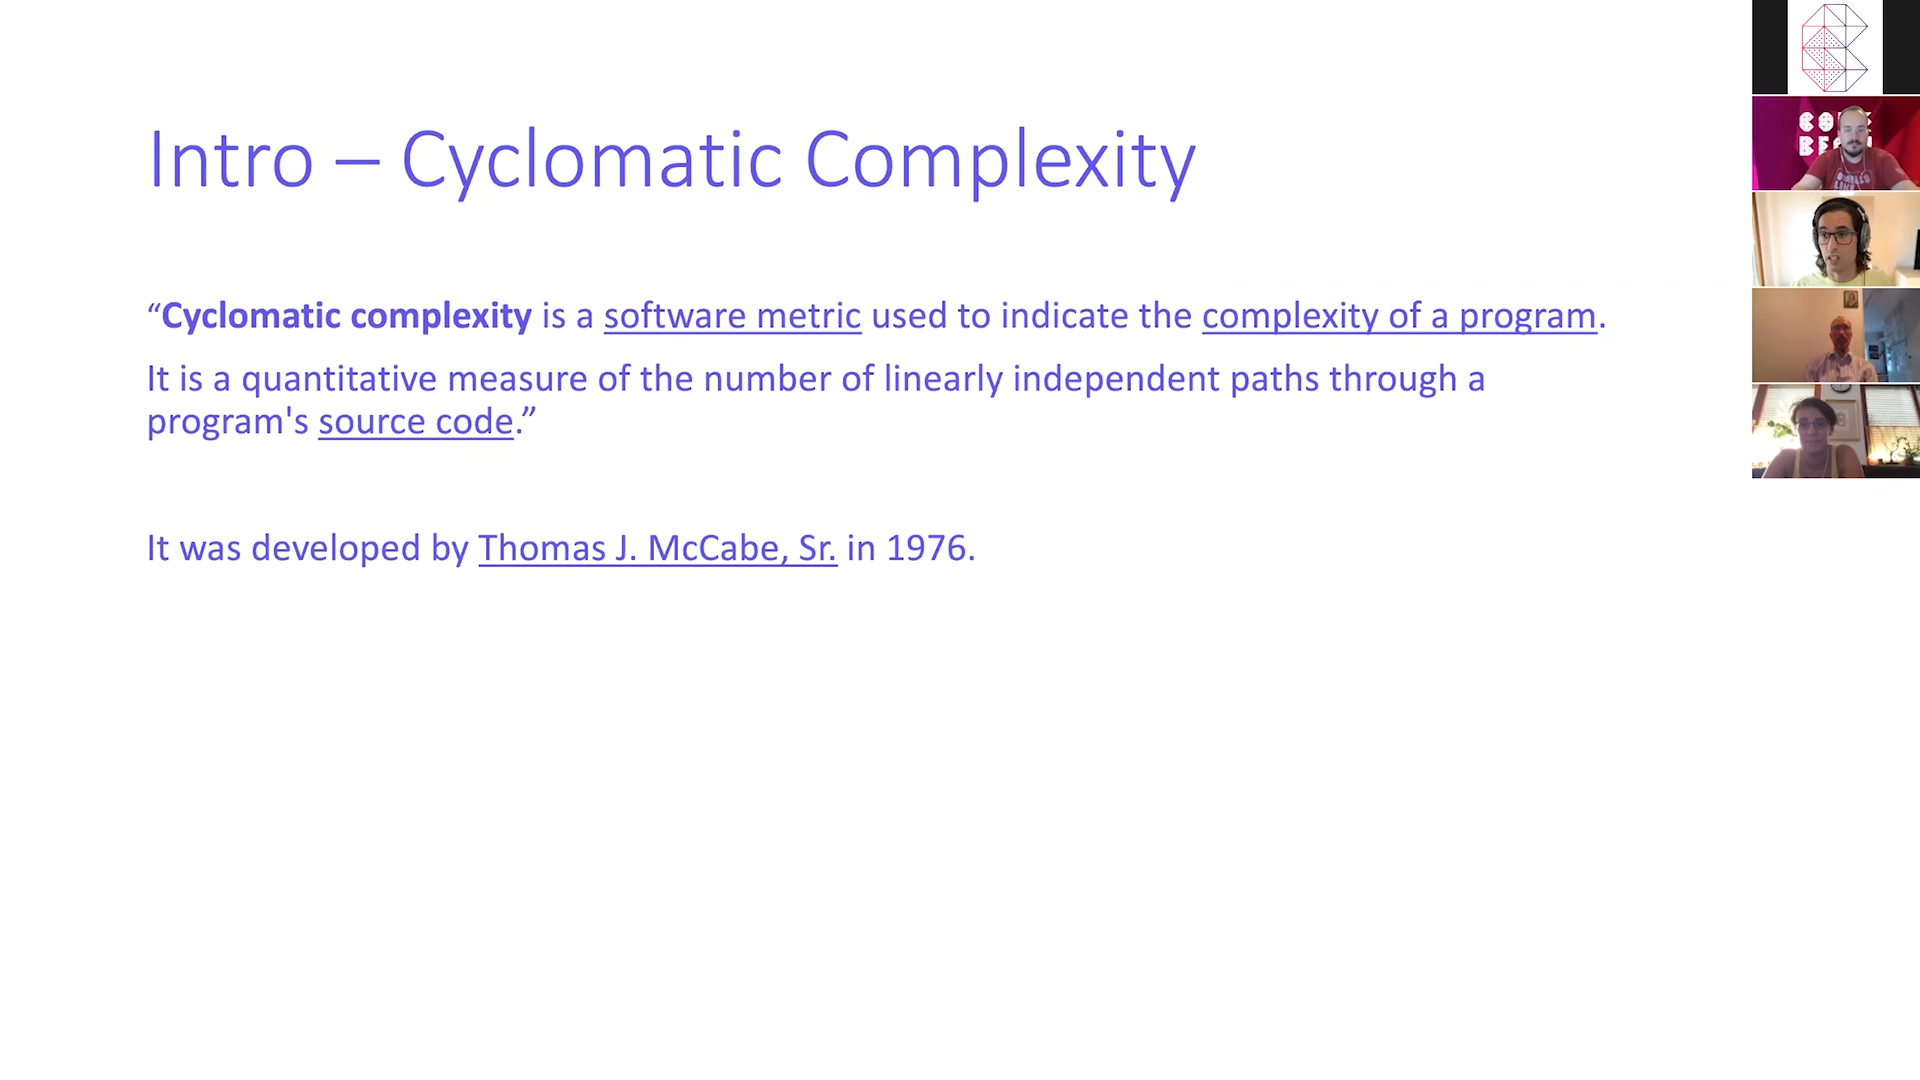 Intro – Cyclomatic Complexity
“Cyclomatic complexity is a software metric used to indicate the complexity of a program.
It is a quantitative measure of the number of linearly independent paths through a
program's source code.”
It was developed by Thomas J. McCabe, Sr. in 1976.